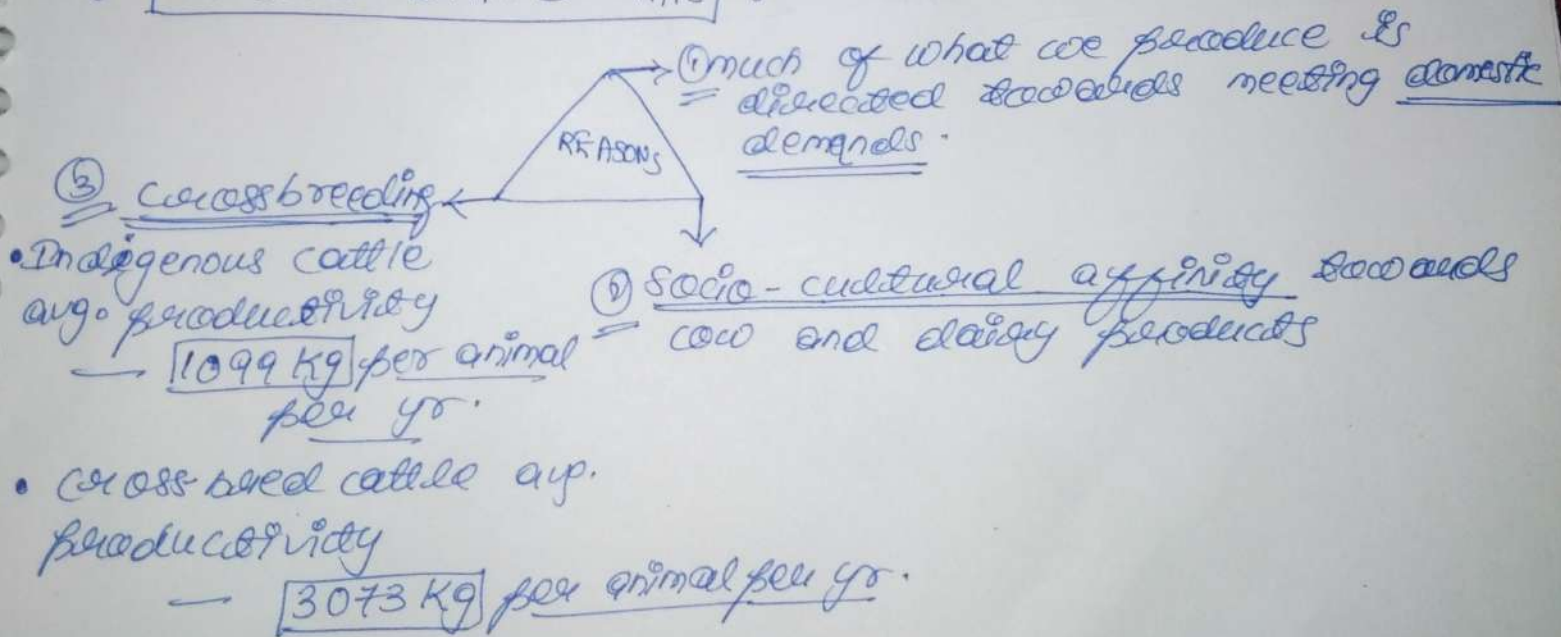 ① much of what we produce is
directed towards meeting domestic
demands.
REASONS
③ Crossbreeding
• Indigenous cattle
avg. productivity
— 1099 Kg per animal
per yr.
② Socio-cultural affinity towards
cow and dairy products
• cross-breed cattle avg.
productivity
— 3073 Kg per animal per yr.